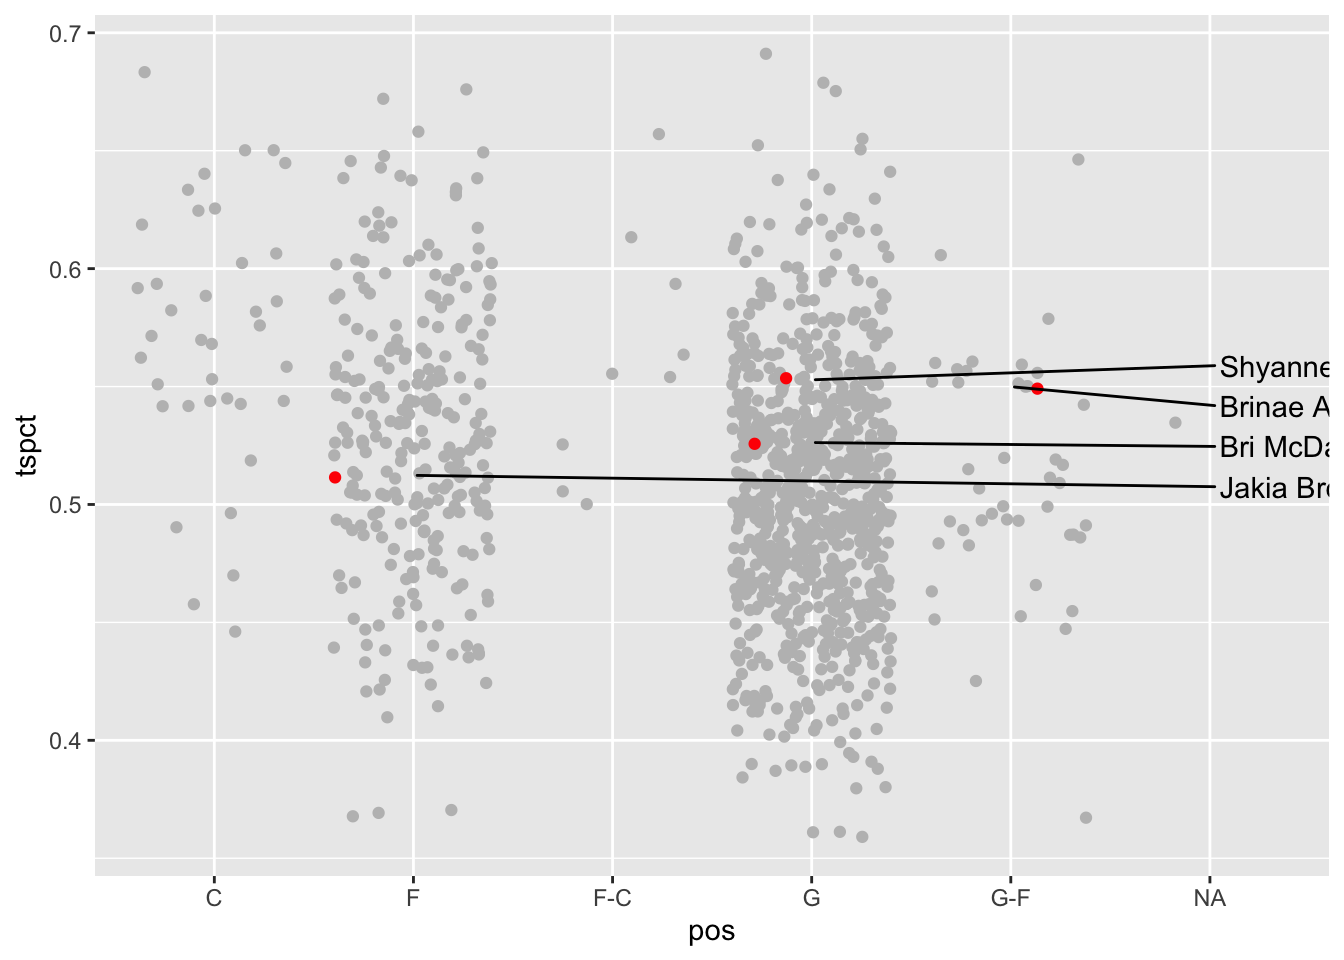 0.7
0.6
0.5
0.4
tspct
Shyanne
Brinae A
Bri McDa
Jakia Bro
C F F-C G G-F NA
pos